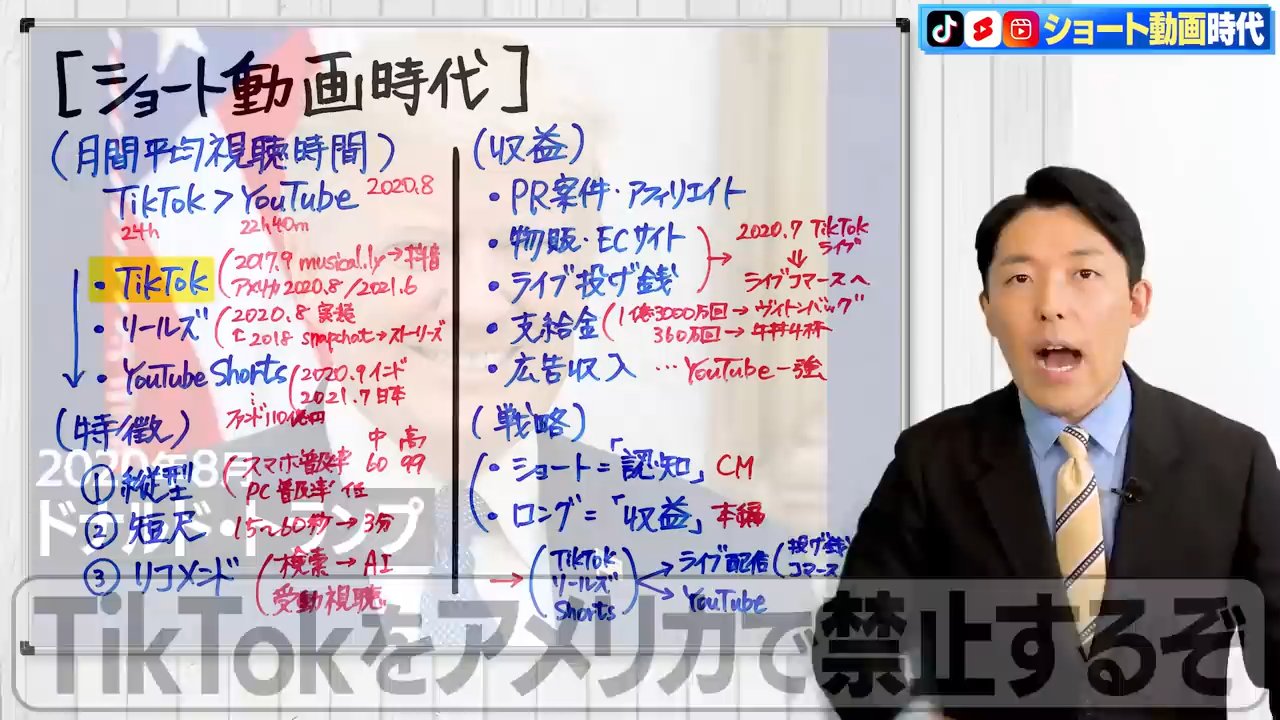 ショート動画時代
[ショート動画時代]
(月間平均視聴時間)
TikTok > YouTube 2020.8
24h 22h40m
・TikTok (2017.9 musical.ly→抖音
アメリカ2020.8/2021.6
・リールズ (2020.8 実装
2018 snapchat→ストーリーズ
・YouTube Shorts (2020.9インド
2021.7日本
ファンド110億円
(特徴)
中 高
①縦型 (スマホ普及率 60 99
PC普及率 低
②短尺 15~60秒→3分
③リコメンド (検索→AI
受動視聴
(収益)
・PR案件・アフィリエイト
・物販・ECサイト
2020.7 TikTok
ライブ
・ライブ投げ銭
ライブコマースへ
・支給金 (1億3000万回→ヴィトンバッグ
360万回→牛丼4杯
・広告収入 …YouTube一強
(戦略)
・ショート=「認知」CM
・ロング=「収益」本編
→(TikTok
リールズ
Shorts)
ライブ配信(投げ銭
コマース
YouTube
2020年8月
ドナルド・トランプ
TikTokをアメリカで禁止するぞ